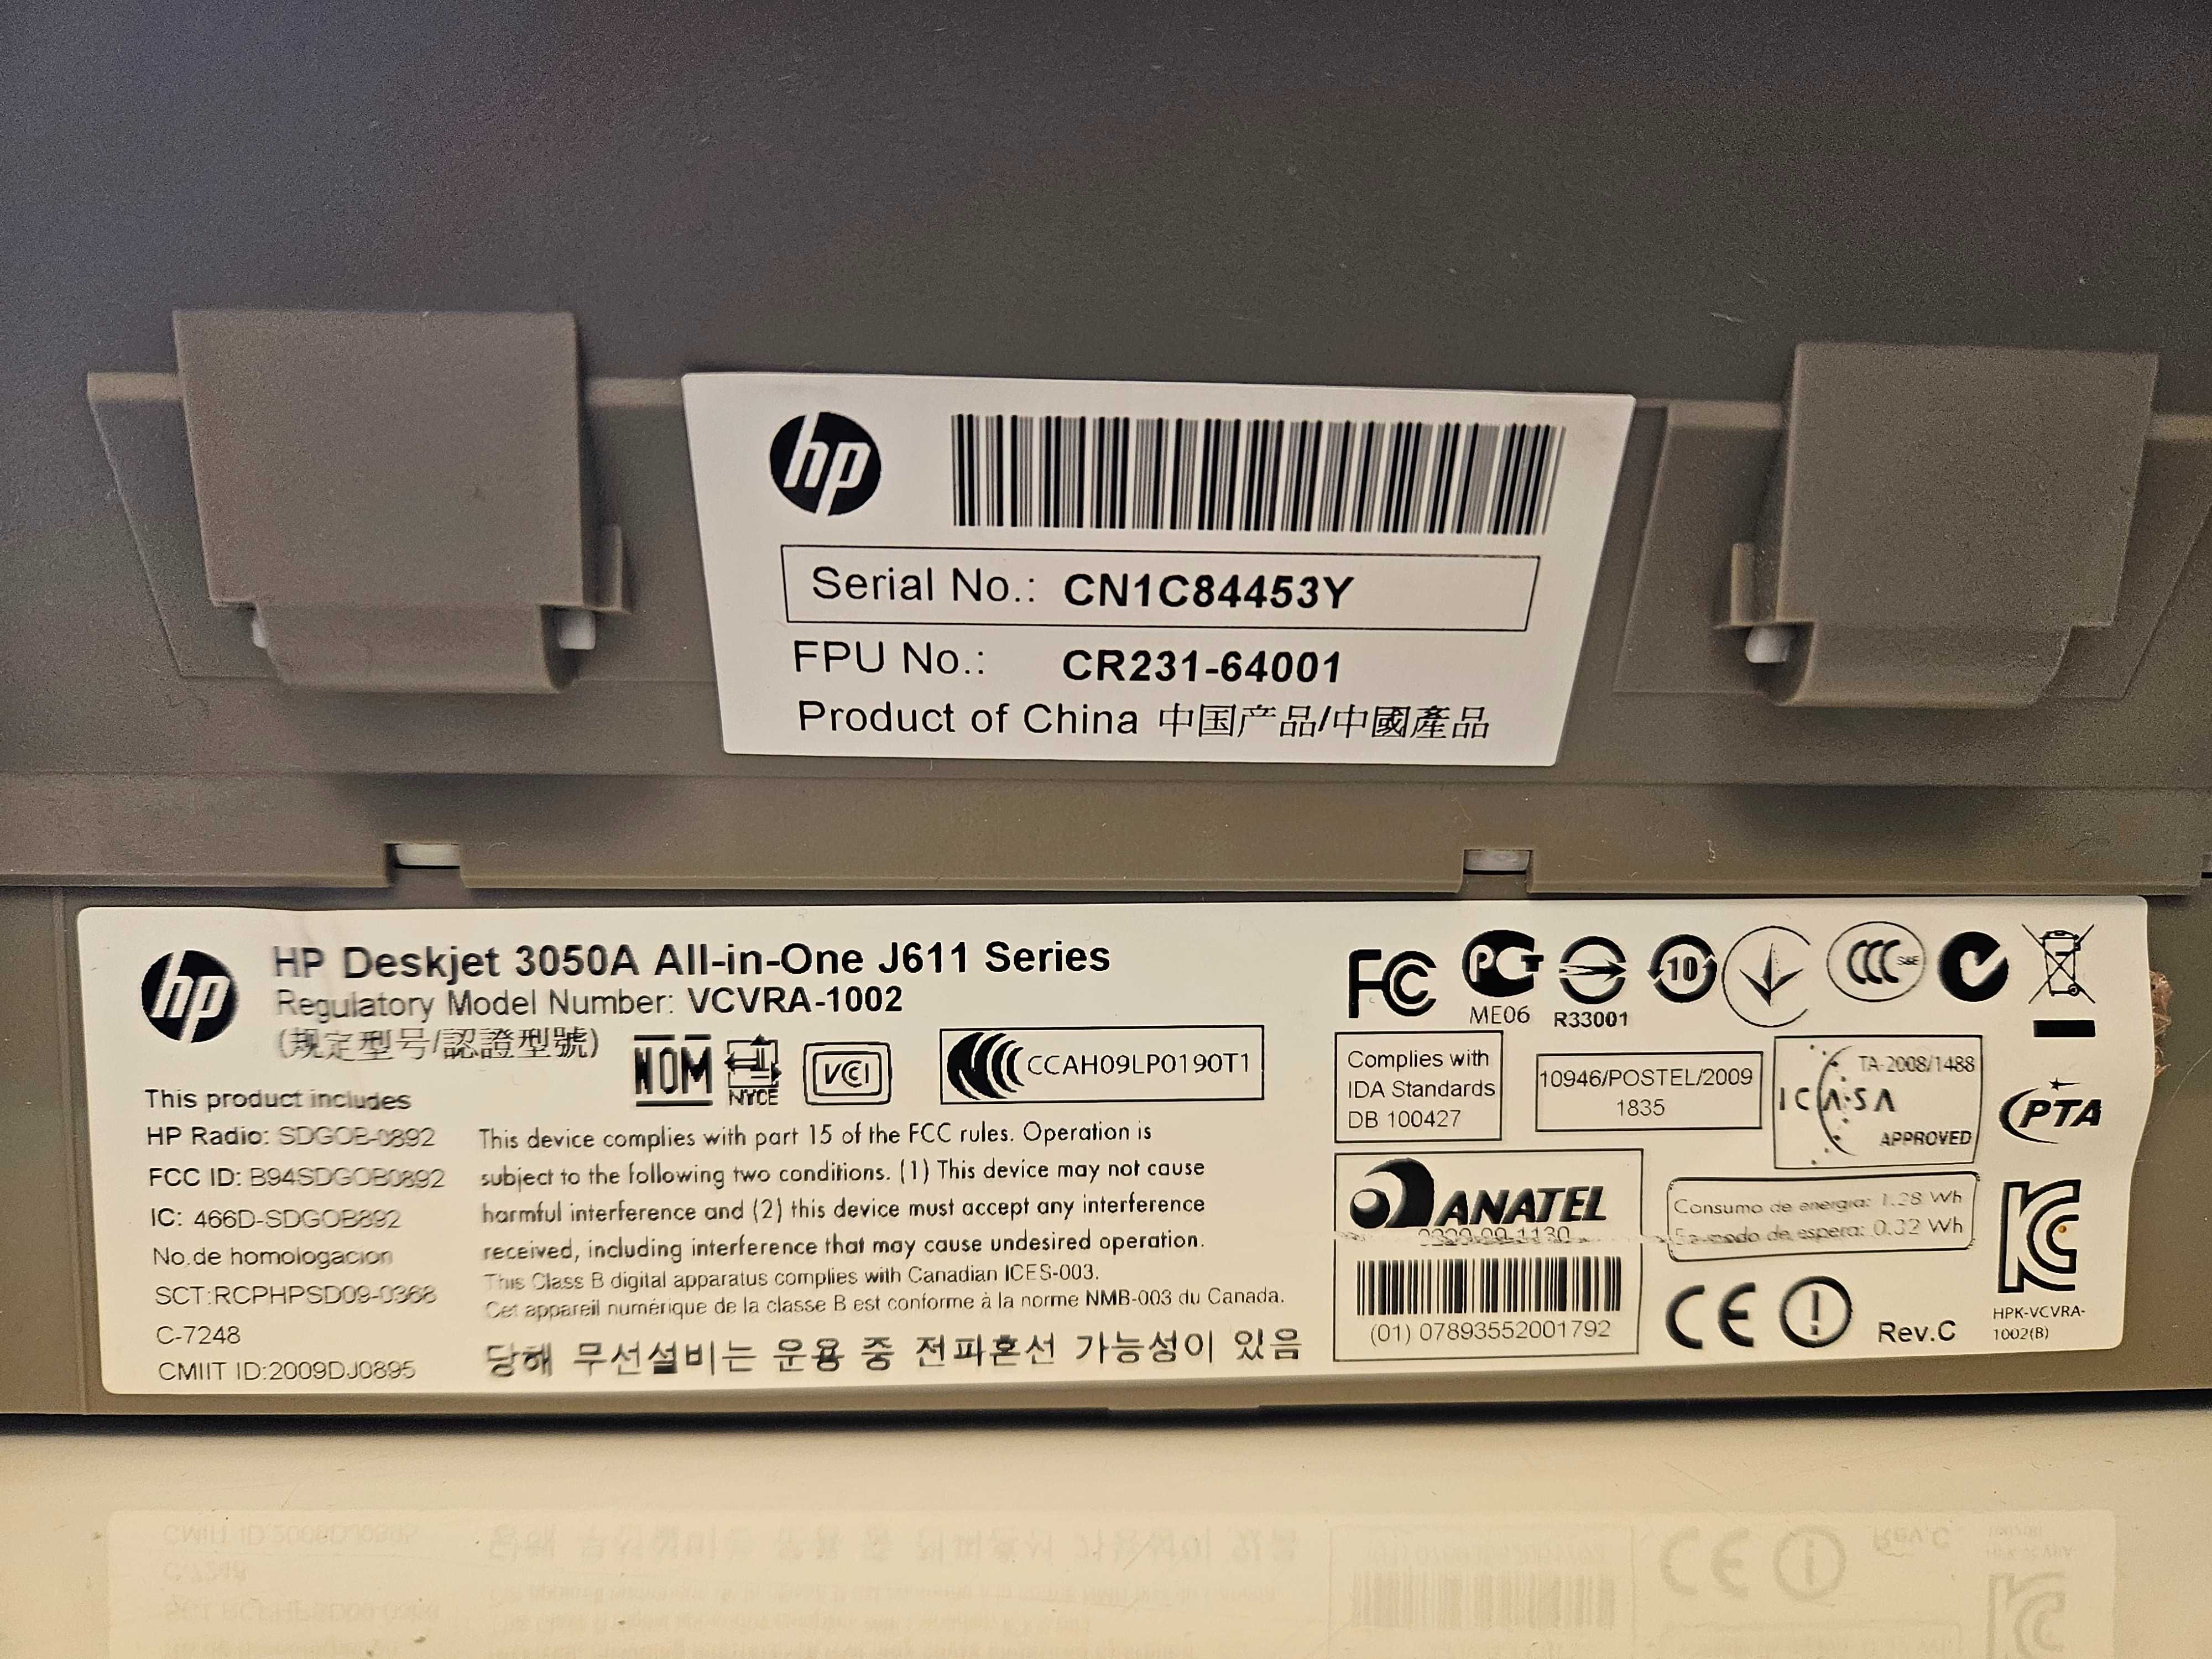 hp
Serial No.: CN1C84453Y
FPU No.: CR231-64001
Product of China 中国产品/中國產品
hp
HP Deskjet 3050A All-in-One J611 Series
Regulatory Model Number: VCVRA-1002
(规定型号/認證型號)
NOM
NYCE
VCI
CCAH09LP0190T1
This product includes
HP Radio: SDGOB-0892
FCC ID: B94SDGOB0892
IC: 466D-SDGOB892
No.de homologacion
SCT:RCPHPSD09-0368
C-7248
CMIIT ID:2009DJ0895
This device complies with part 15 of the FCC rules. Operation is
subject to the following two conditions. (1) This device may not cause
harmful interference and (2) this device must accept any interference
received, including interference that may cause undesired operation.
This Class B digital apparatus complies with Canadian ICES-003.
Cet appareil numérique de la classe B est conforme à la norme NMB-003 du Canada.
당해 무선설비는 운용 중 전파혼선 가능성이 있음
FC
PCT
ME06
R33001
10
CCC
S&E
Complies with
IDA Standards
DB 100427
10946/POSTEL/2009
1835
TA-2008/1488
ICASA
APPROVED
PTA
ANATEL
(01) 07893552001792
Consumo de energia: 1.28 Wh
En modo de espera: 0.32 Wh
CE
Rev.C
HPK-VCVRA-
1002(B)